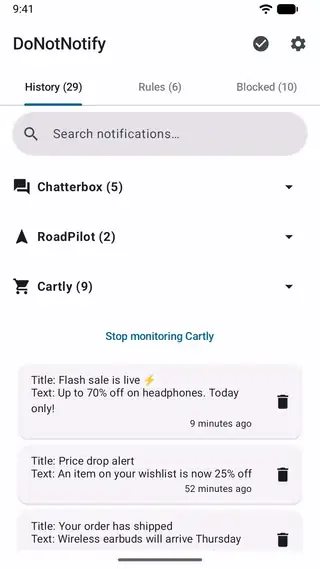 9:41
DoNotNotify
History (29)
Rules (6)
Blocked (10)
Search notifications...
Chatterbox (5)
RoadPilot (2)
Cartly (9)
Stop monitoring Cartly
Title: Flash sale is live ⚡
Text: Up to 70% off on headphones. Today
only!
9 minutes ago
Title: Price drop alert
Text: An item on your wishlist is now 25% off
52 minutes ago
Title: Your order has shipped
Text: Wireless earbuds will arrive Thursday